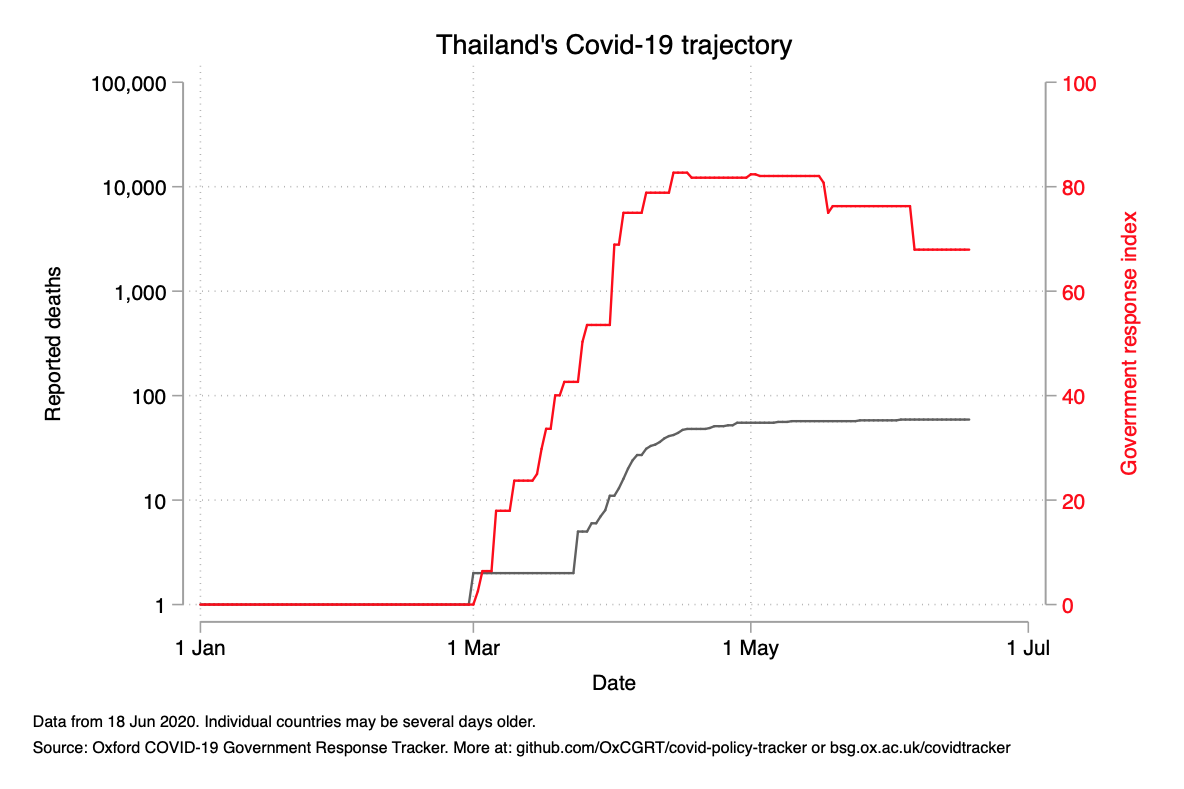 Thailand's Covid-19 trajectory
100,000
10,000
1,000
100
10
1
Reported deaths
100
80
60
40
20
0
Government response index
1 Jan
1 Mar
1 May
1 Jul
Date
Data from 18 Jun 2020. Individual countries may be several days older.
Source: Oxford COVID-19 Government Response Tracker. More at: github.com/OxCGRT/covid-policy-tracker or bsg.ox.ac.uk/covidtracker